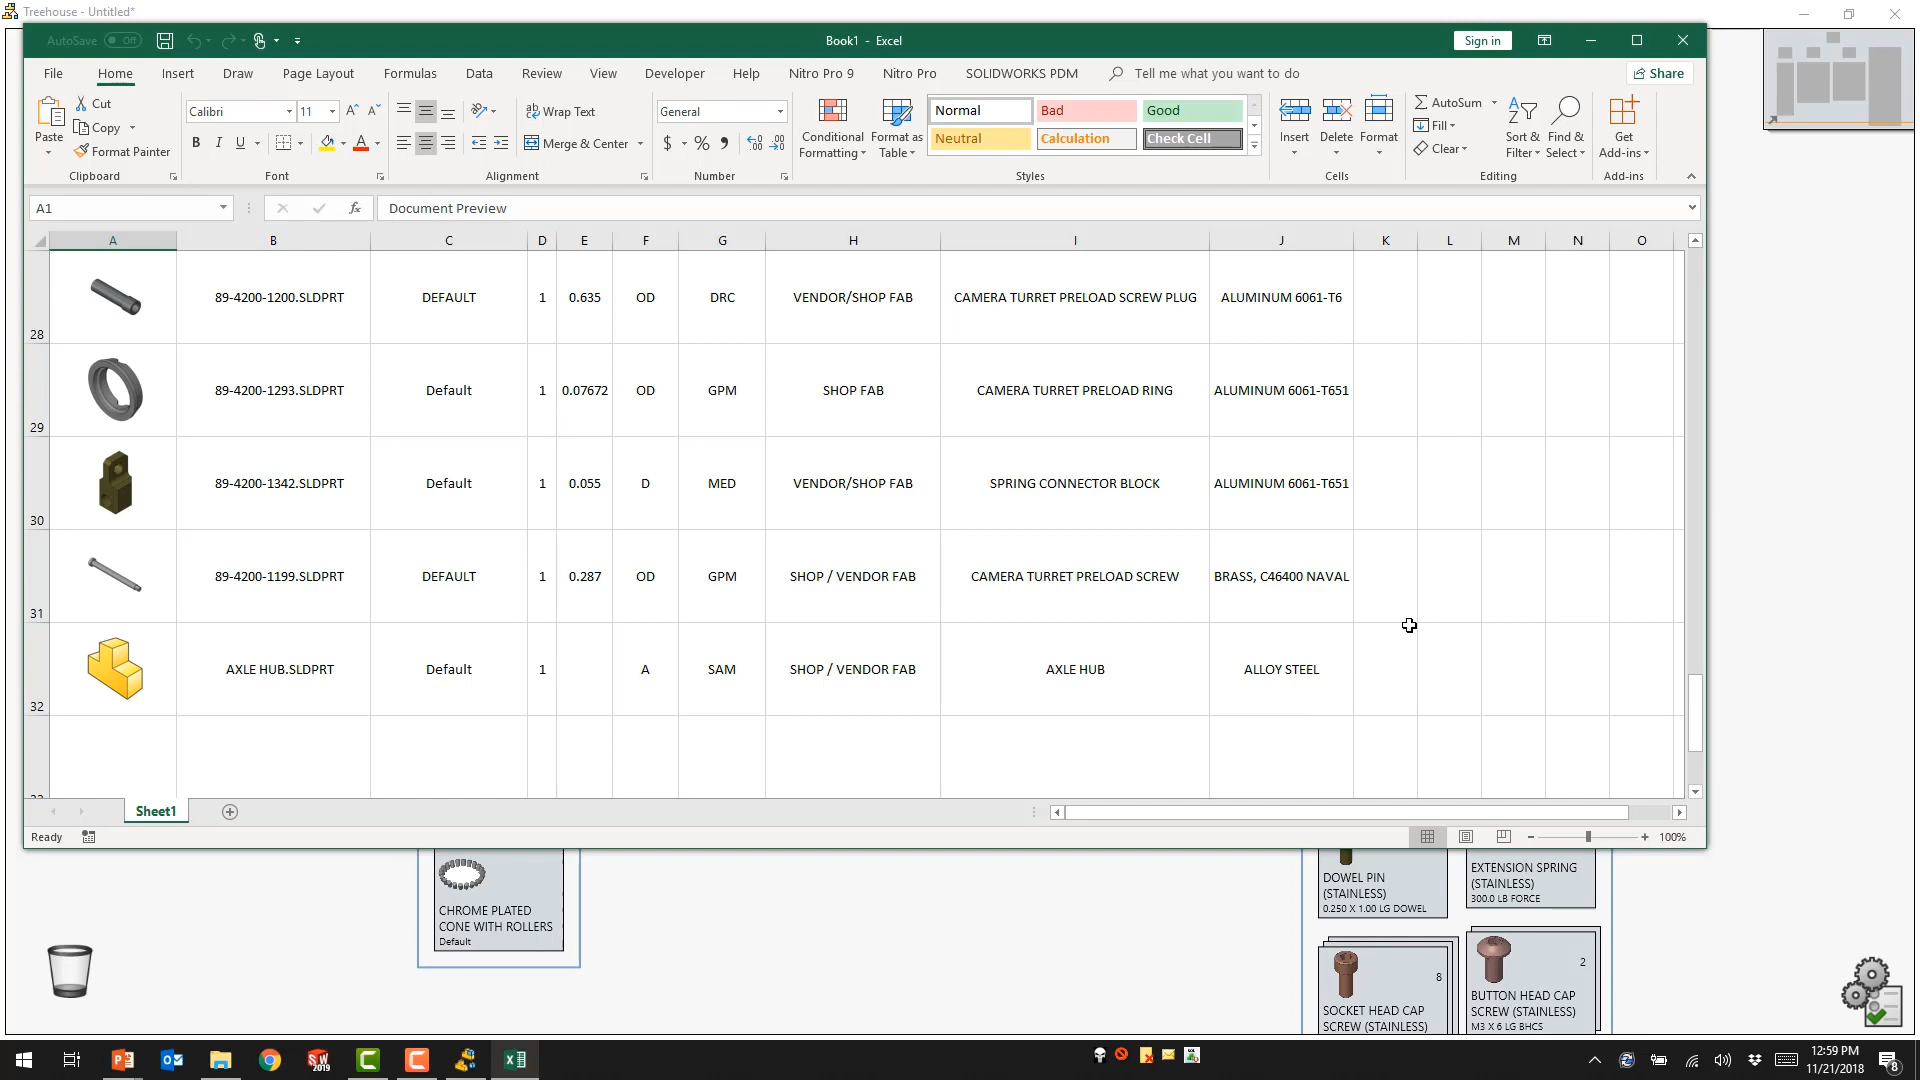 Treehouse - Untitled*
AutoSave Off
Book1 - Excel
Sign in
File Home Insert Draw Page Layout Formulas Data Review View Developer Help Nitro Pro 9 Nitro Pro SOLIDWORKS PDM Tell me what you want to do Share
Paste
Cut
Copy
Format Painter
Clipboard
Calibri 11
B I U
Font
Wrap Text
Merge & Center
Alignment
General
$ % ,
Number
Conditional Formatting
Format as Table
Normal Bad Good
Neutral Calculation Check Cell
Styles
Insert Delete Format
Cells
AutoSum
Fill
Clear
Sort & Filter
Find & Select
Editing
Get Add-ins
Add-ins
A1 fx Document Preview
A B C D E F G H I J K L M N O
28 89-4200-1200.SLDPRT DEFAULT 1 0.635 OD DRC VENDOR/SHOP FAB CAMERA TURRET PRELOAD SCREW PLUG ALUMINUM 6061-T6
29 89-4200-1293.SLDPRT Default 1 0.07672 OD GPM SHOP FAB CAMERA TURRET PRELOAD RING ALUMINUM 6061-T651
30 89-4200-1342.SLDPRT Default 1 0.055 D MED VENDOR/SHOP FAB SPRING CONNECTOR BLOCK ALUMINUM 6061-T651
31 89-4200-1199.SLDPRT DEFAULT 1 0.287 OD GPM SHOP / VENDOR FAB CAMERA TURRET PRELOAD SCREW BRASS, C46400 NAVAL
32 AXLE HUB.SLDPRT Default 1 A SAM SHOP / VENDOR FAB AXLE HUB ALLOY STEEL
Sheet1
Ready
100%
CHROME PLATED
CONE WITH ROLLERS
Default
DOWEL PIN
(STAINLESS)
0.250 X 1.00 LG DOWEL
EXTENSION SPRING
(STAINLESS)
300.0 LB FORCE
8
SOCKET HEAD CAP
SCREW (STAINLESS)
2
BUTTON HEAD CAP
SCREW (STAINLESS)
M3 X 6 LG BHCS
12:59 PM
11/21/2018
8